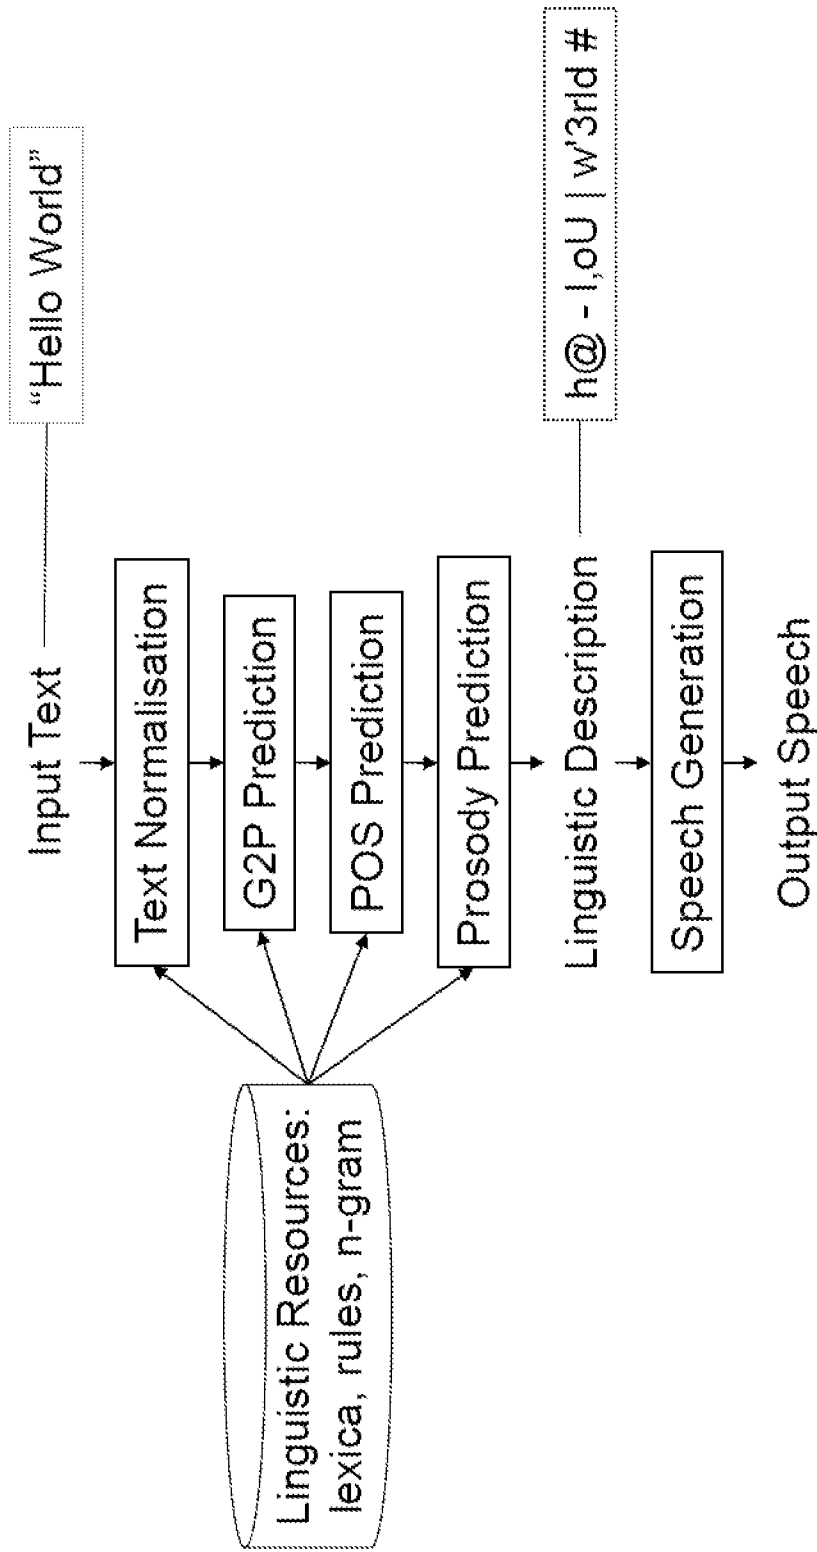 Input Text
“Hello World”
Text Normalisation
G2P Prediction
POS Prediction
Prosody Prediction
Linguistic Resources:
lexica, rules, n-gram
Linguistic Description
h@ - l,oU | w'3rld #
Speech Generation
Output Speech